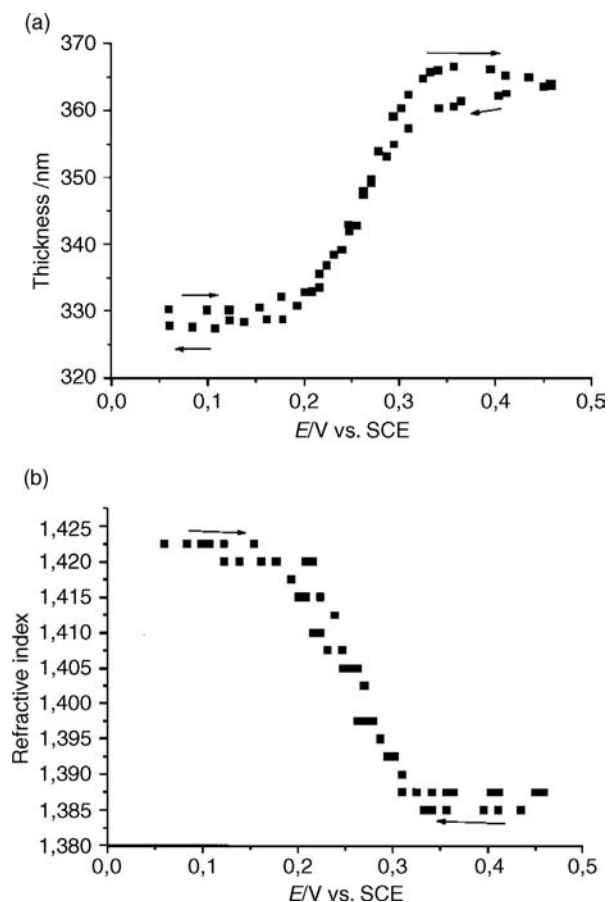 (a)
370
360
350
340
330
320
Thickness /nm
0,0 0,1 0,2 0,3 0,4 0,5
E/V vs. SCE
(b)
1,425
1,420
1,415
1,410
1,405
1,400
1,395
1,390
1,385
1,380
Refractive index
0,0 0,1 0,2 0,3 0,4 0,5
E/V vs. SCE